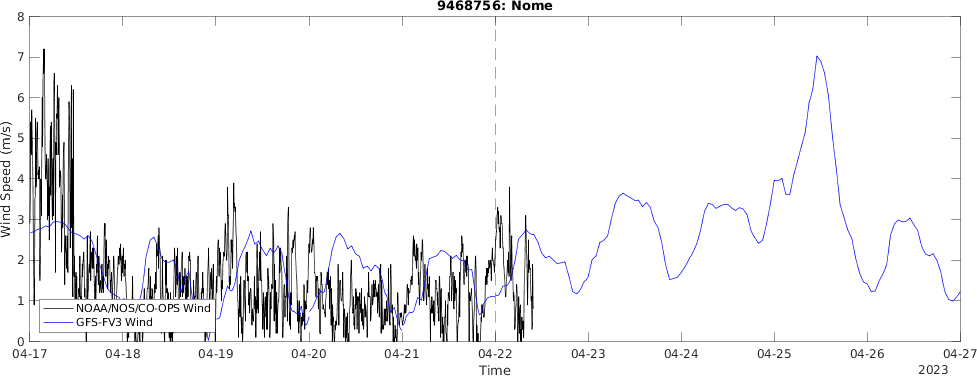 9468756: Nome
8
7
6
5
4
3
2
1
0
Wind Speed (m/s)
NOAA/NOS/CO-OPS Wind
GFS-FV3 Wind
04-17 04-18 04-19 04-20 04-21 04-22 04-23 04-24 04-25 04-26 04-27
Time
2023